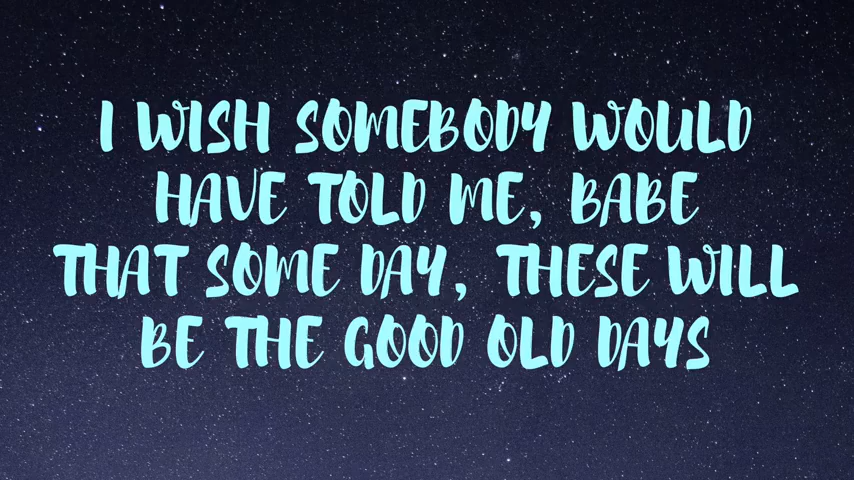 I WISH SOMEBODY WOULD
HAVE TOLD ME, BABE
THAT SOME DAY, THESE WILL
BE THE GOOD OLD DAYS